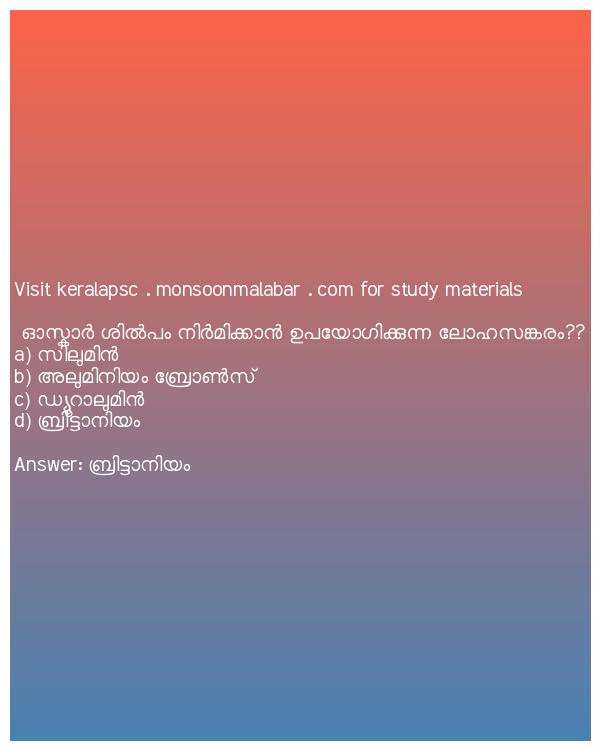 Visit keralapsc . monsoonmalabar . com for study materials
ഓസ്കാർ ശിൽപം നിർമിക്കാൻ ഉപയോഗിക്കുന്ന ലോഹസങ്കരം??
a) സിലുമിൻ
b) അലുമിനിയം ബ്രോൺസ്
c) ഡ്യൂറാലുമിൻ
d) ബ്രിട്ടാനിയം
Answer: ബ്രിട്ടാനിയം